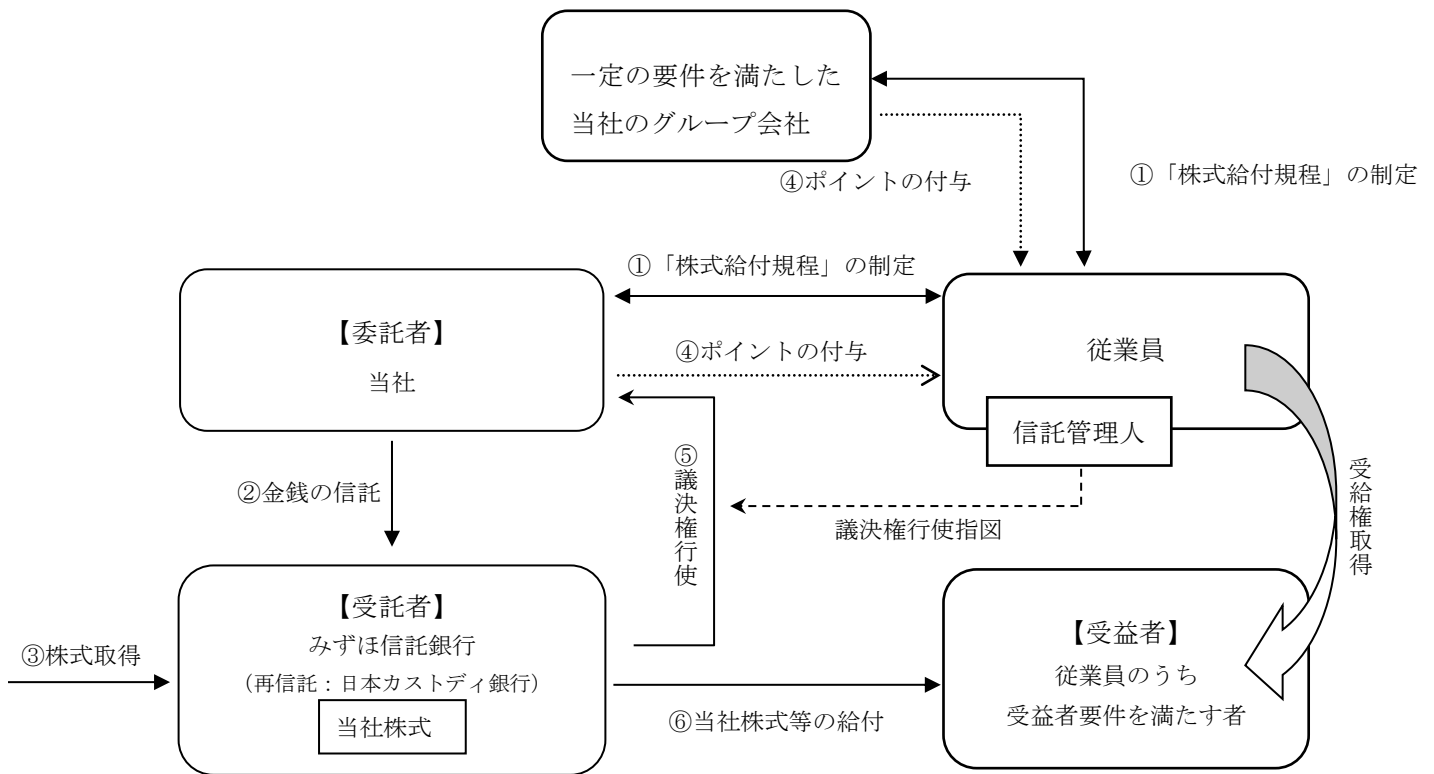 一定の要件を満たした
当社のグループ会社
④ポイントの付与
①「株式給付規程」の制定
①「株式給付規程」の制定
【委託者】
当社
④ポイントの付与
従業員
信託管理人
②金銭の信託
⑤議決権行使
議決権行使指図
受給権取得
【受託者】
みずほ信託銀行
（再信託：日本カストディ銀行）
当社株式
③株式取得
⑥当社株式等の給付
【受益者】
従業員のうち
受益者要件を満たす者